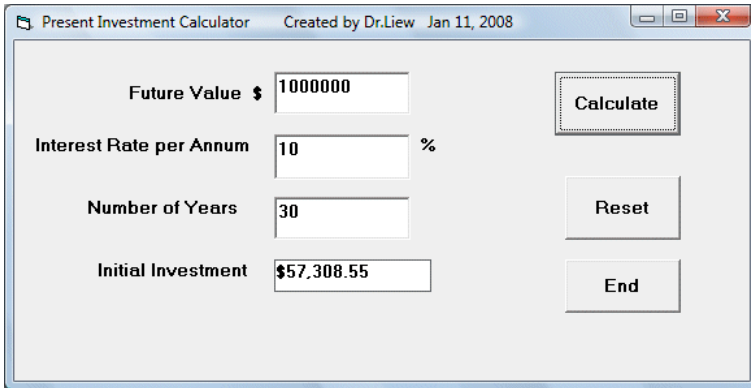 Present Investment Calculator Created by Dr.Liew Jan 11, 2008
Future Value $ 1000000
Calculate
Interest Rate per Annum 10 %
Number of Years 30
Reset
Initial Investment $57,308.55
End